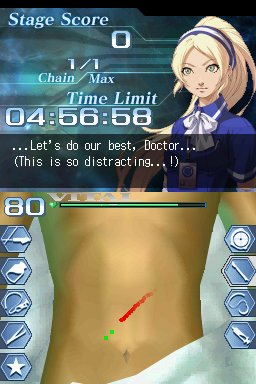 Stage Score
0
1/1
Chain / Max
Time Limit
04:56:58
...Let's do our best, Doctor...
(This is so distracting...!)
80